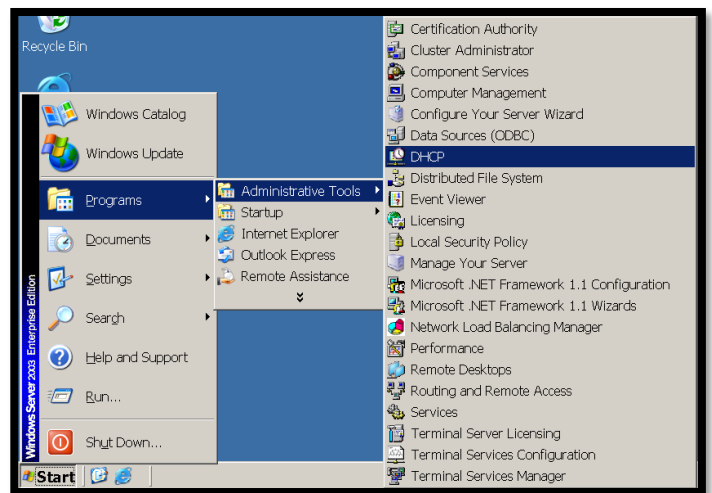 Recycle Bin
Windows Catalog
Windows Update
Programs
Documents
Settings
Search
Help and Support
Run...
Shut Down...
Windows Server 2003 Enterprise Edition
Start
Administrative Tools
Startup
Internet Explorer
Outlook Express
Remote Assistance
Certification Authority
Cluster Administrator
Component Services
Computer Management
Configure Your Server Wizard
Data Sources (ODBC)
DHCP
Distributed File System
Event Viewer
Licensing
Local Security Policy
Manage Your Server
Microsoft .NET Framework 1.1 Configuration
Microsoft .NET Framework 1.1 Wizards
Network Load Balancing Manager
Performance
Remote Desktops
Routing and Remote Access
Services
Terminal Server Licensing
Terminal Services Configuration
Terminal Services Manager